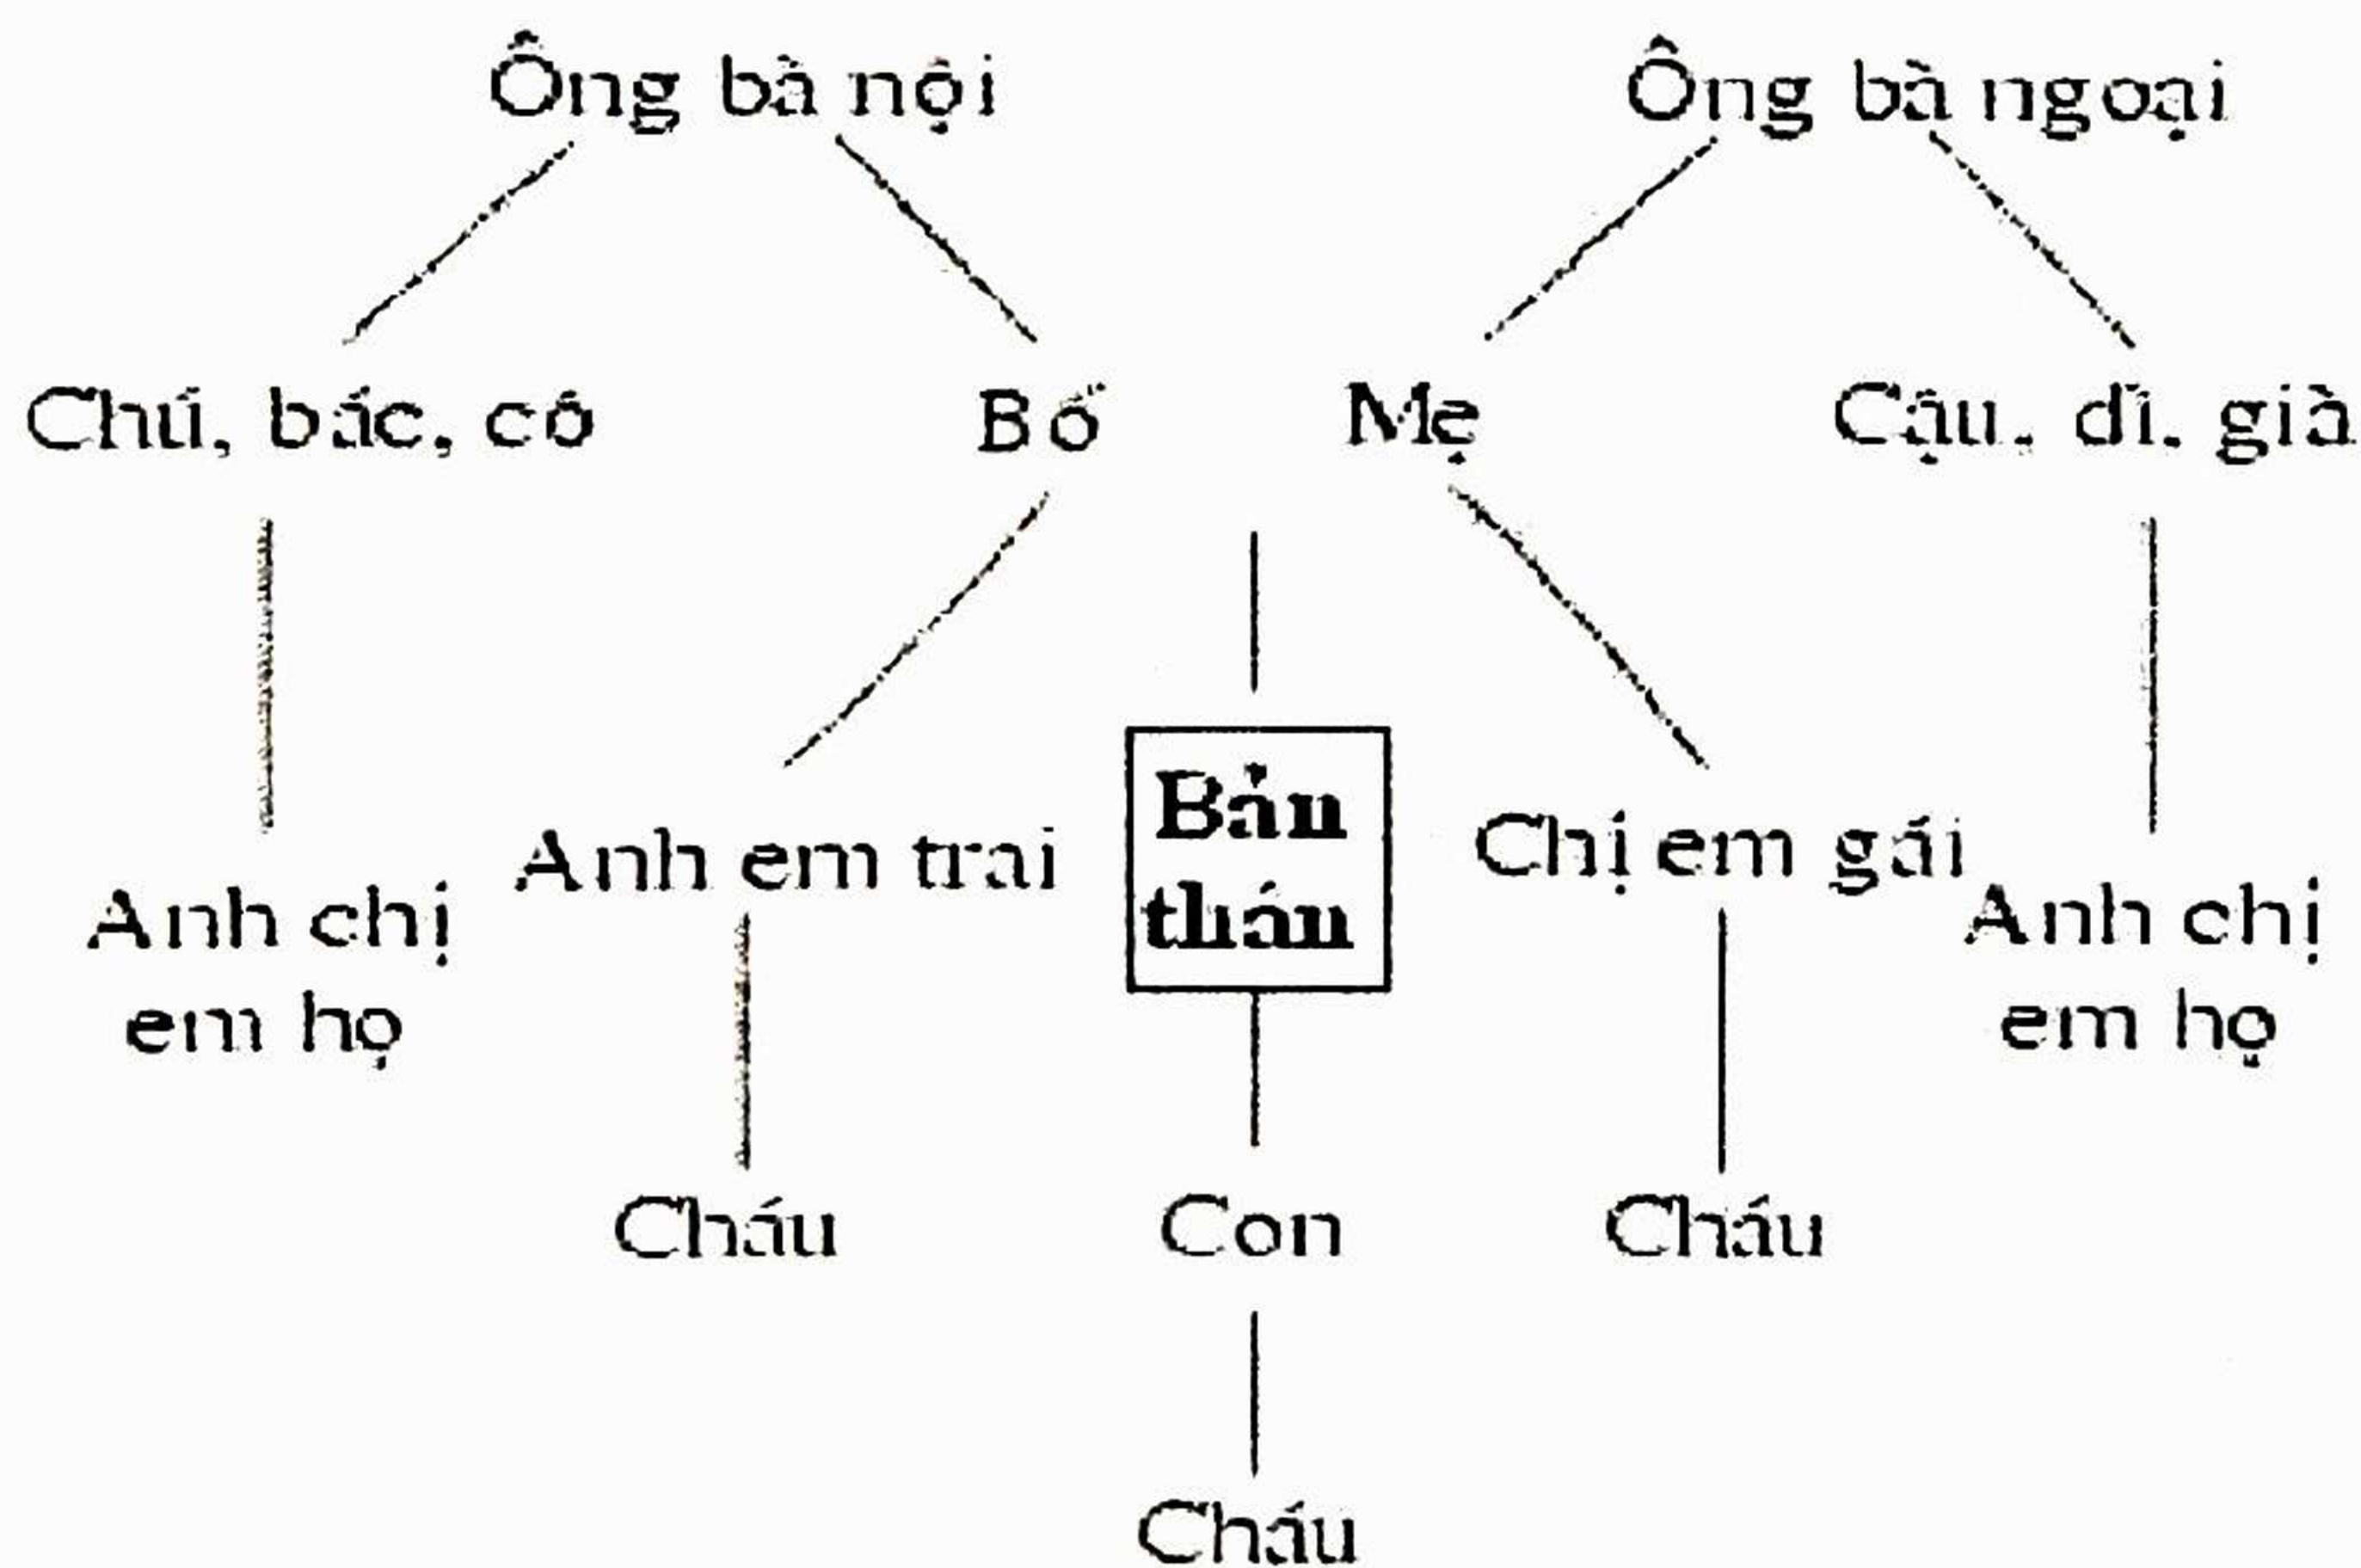 Ông bà nội
Ông bà ngoại
Chú, bác, cô
Bố
Mẹ
Cậu, dì, già
Anh em trai
Bản
thân
Chị em gái
Anh chị
em họ
Anh chị
em họ
Cháu
Con
Cháu
Cháu